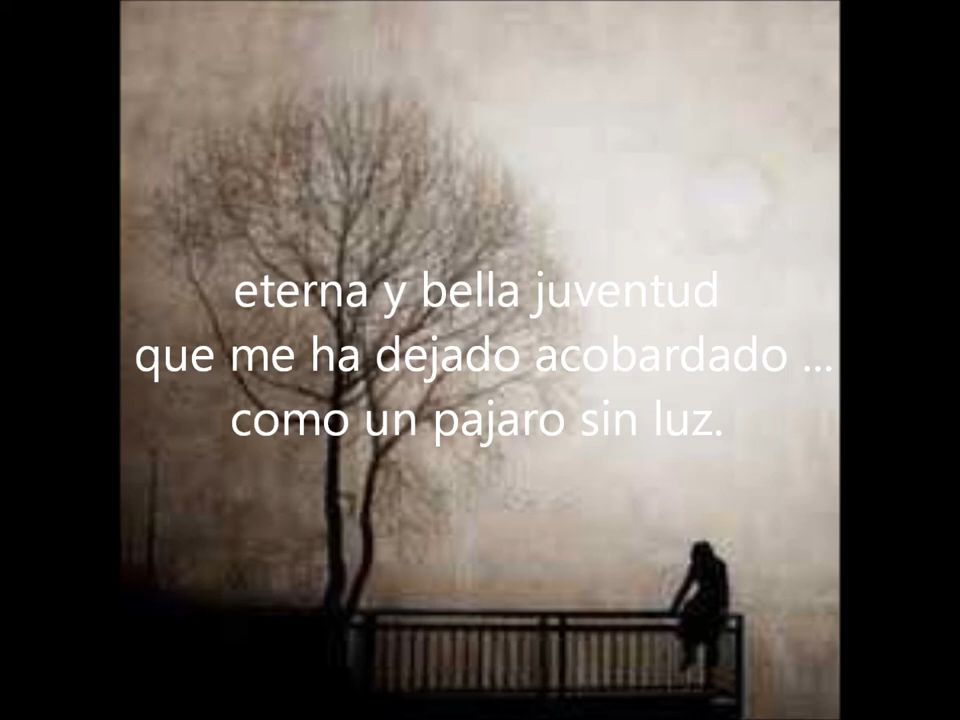 eterna y bella juventud
que me ha dejado acobardado ...
como un pajaro sin luz.